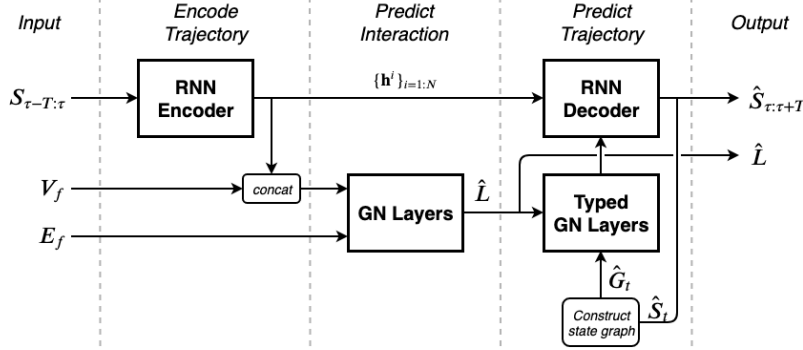 Input
Encode
Trajectory
Predict
Interaction
Predict
Trajectory
Output
S_{τ−T:τ}
RNN
Encoder
{𝐡^i}_{i=1:N}
RNN
Decoder
Ŝ_{τ:τ+T}
L̂
V_f
concat
GN Layers
L̂
Typed
GN Layers
E_f
Ĝ_t
Construct
state graph
Ŝ_t